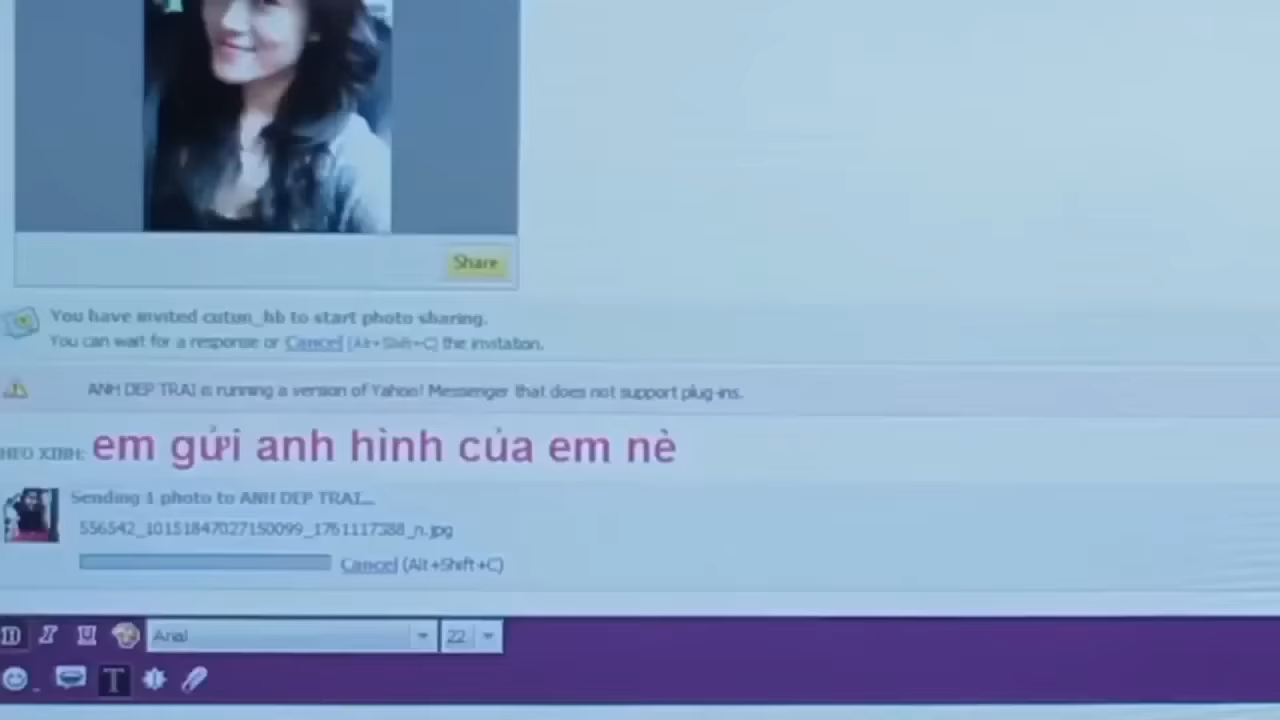 Share
You have invited cutun_hb to start photo sharing.
You can wait for a response or Cancel (Alt+Shift+C) the invitation.
ANH DEP TRAI is running a version of Yahoo! Messenger that does not support plug-ins.
HEO XINH: em gửi anh hình của em nè
Sending 1 photo to ANH DEP TRAI...
556542_10151847027150099_1761117388_n.jpg
Cancel (Alt+Shift+C)
Arial 22